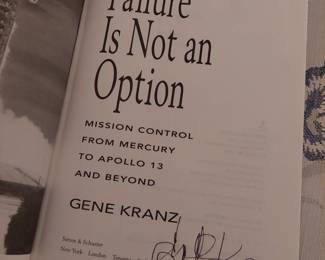 Failure
Is Not an
Option
MISSION CONTROL
FROM MERCURY
TO APOLLO 13
AND BEYOND
GENE KRANZ
Simon & Schuster
New York London